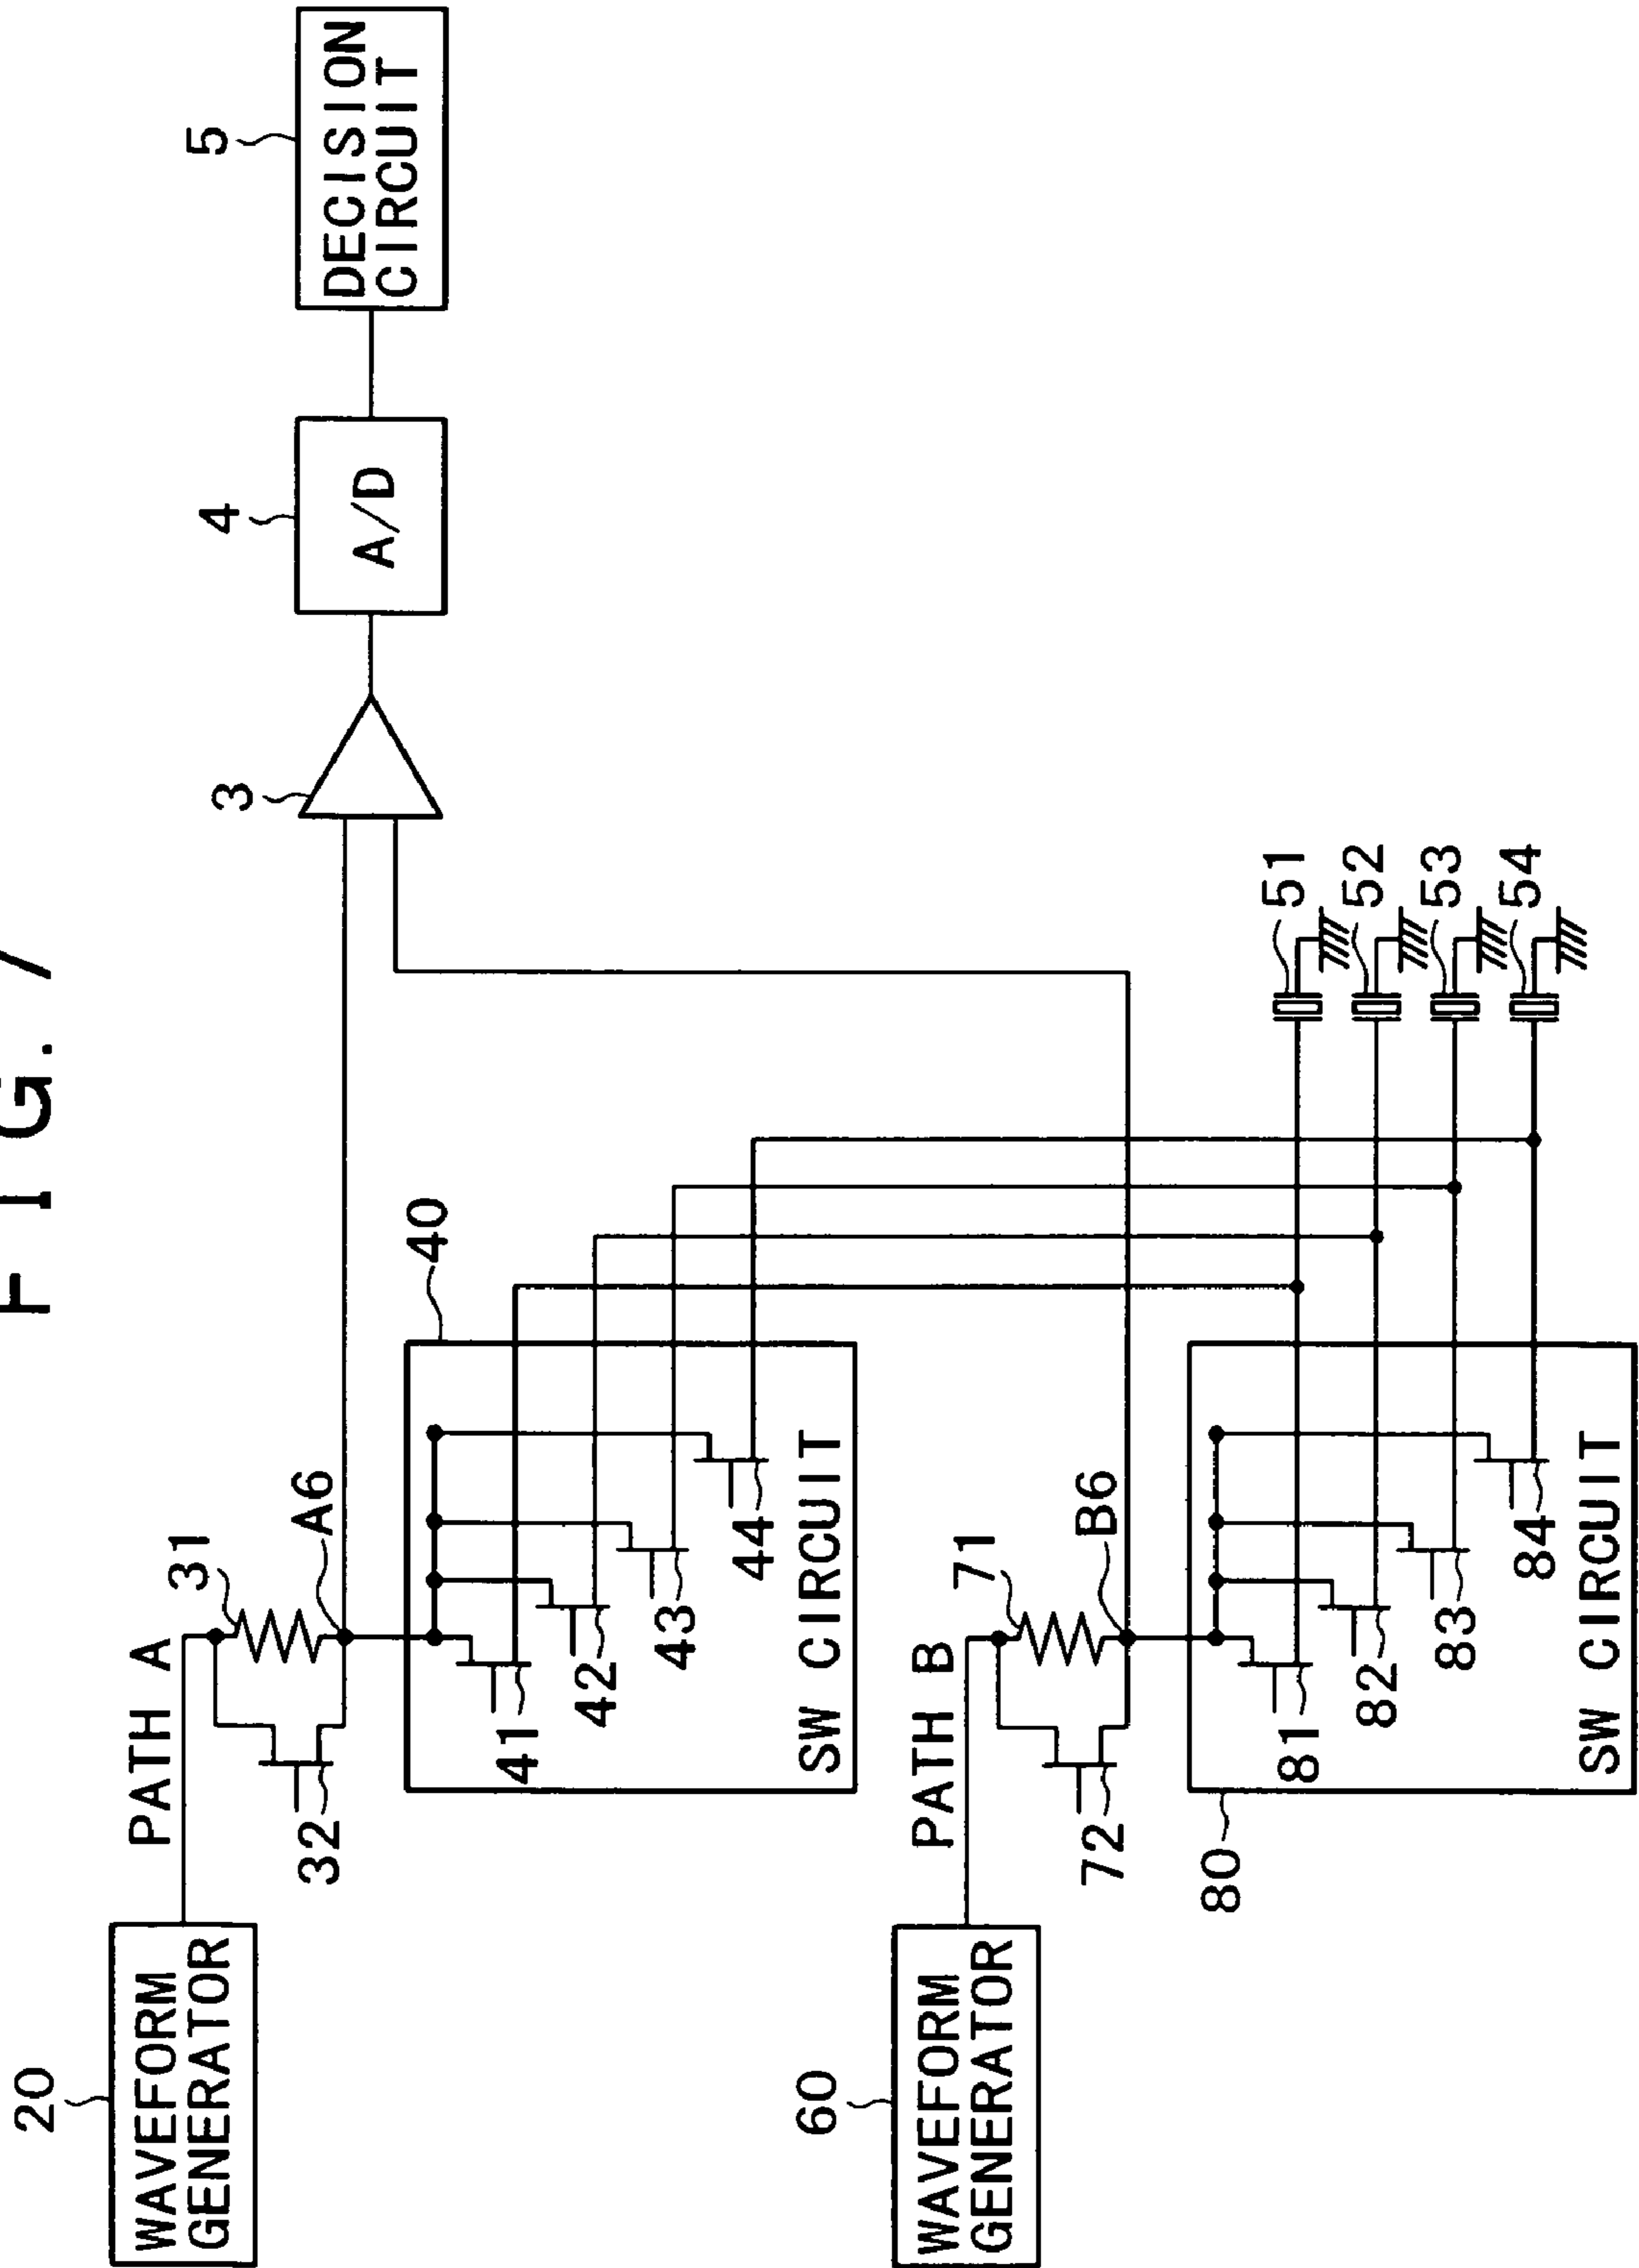 FIG. 7
20
WAVEFORM
GENERATOR
PATH A
31
32
A6
3
4
A/D
5
DECISION
CIRCUIT
40
41
42
43
44
SW CIRCUIT
60
WAVEFORM
GENERATOR
PATH B
71
72
B6
80
81
82
83
84
SW CIRCUIT
51
52
53
54